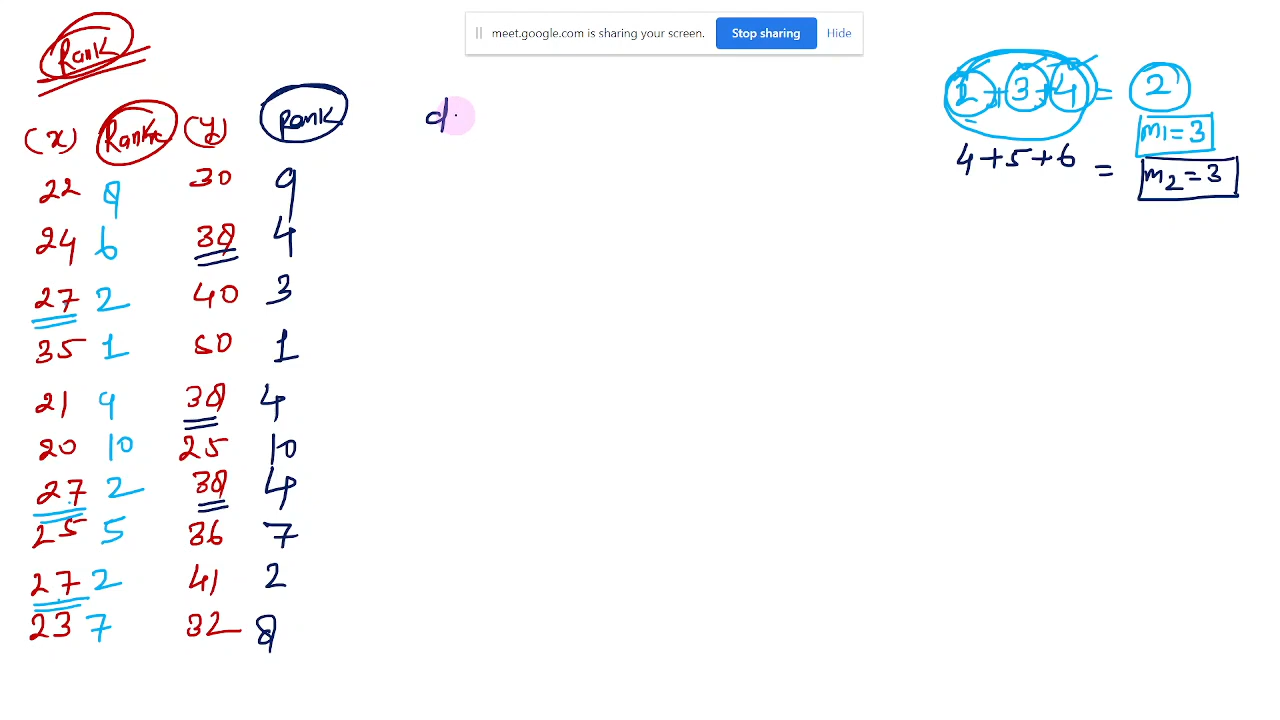 meet.google.com is sharing your screen. Stop sharing Hide
Rank
2+3+4 = 2
m1=3
4+5+6 = m2=3
(x) Rank (y) Rank d
22 8 30 9
24 6 38 4
27 2 40 3
35 1 50 1
21 9 38 4
20 10 25 10
27 2 38 4
25 5 36 7
27 2 41 2
23 7 32 8